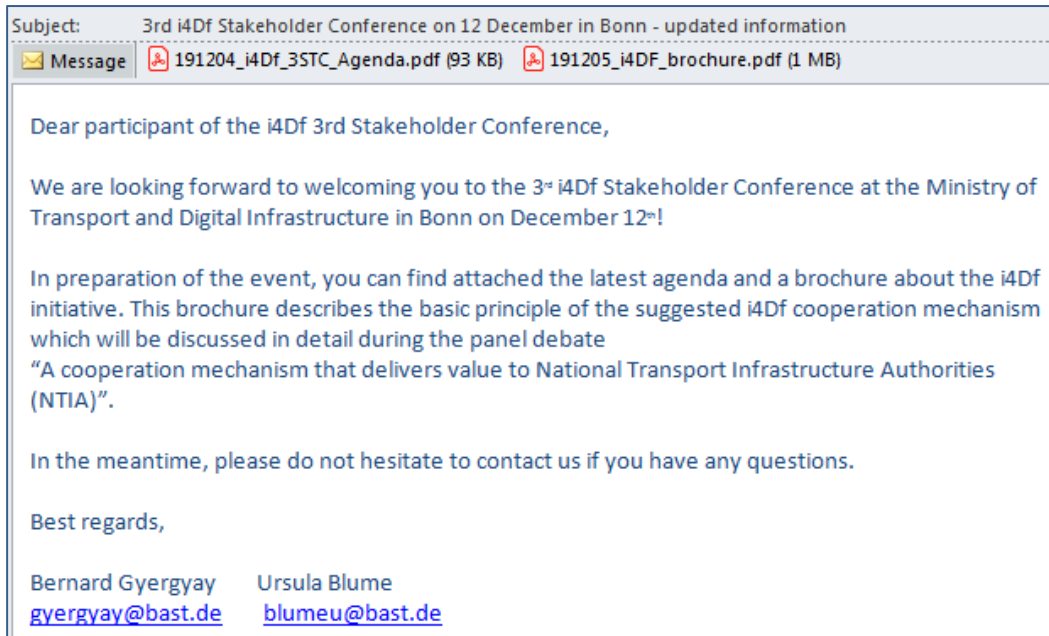 Subject: 3rd i4Df Stakeholder Conference on 12 December in Bonn - updated information
Message 191204_i4Df_3STC_Agenda.pdf (93 KB) 191205_i4DF_brochure.pdf (1 MB)
Dear participant of the i4Df 3rd Stakeholder Conference,
We are looking forward to welcoming you to the 3rd i4Df Stakeholder Conference at the Ministry of
Transport and Digital Infrastructure in Bonn on December 12th!
In preparation of the event, you can find attached the latest agenda and a brochure about the i4Df
initiative. This brochure describes the basic principle of the suggested i4Df cooperation mechanism
which will be discussed in detail during the panel debate
“A cooperation mechanism that delivers value to National Transport Infrastructure Authorities
(NTIA)”.
In the meantime, please do not hesitate to contact us if you have any questions.
Best regards,
Bernard Gyergyay Ursula Blume
gyergyay@bast.de blumeu@bast.de